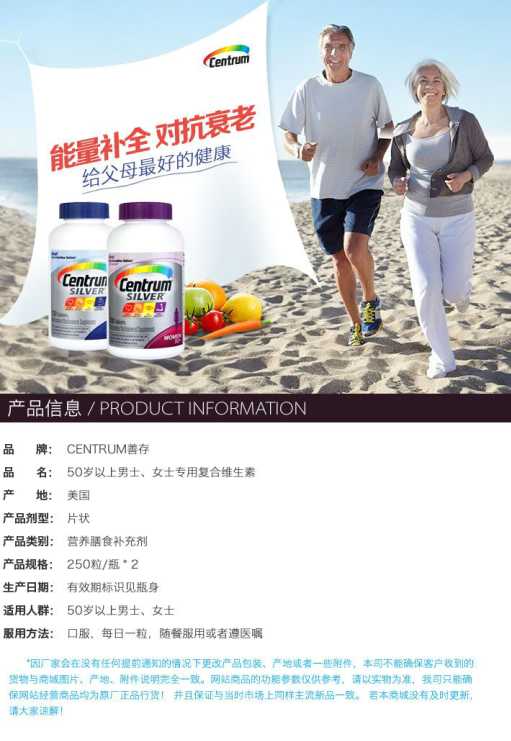 Centrum
能量补全 对抗衰老
给父母最好的健康
Centrum
SILVER
Centrum
SILVER
WOMEN
产品信息 / PRODUCT INFORMATION
品 牌： CENTRUM善存
品 名： 50岁以上男士、女士专用复合维生素
产 地： 美国
产品剂型： 片状
产品类别： 营养膳食补充剂
产品规格： 250粒/瓶 * 2
生产日期： 有效期标识见瓶身
适用人群： 50岁以上男士、女士
服用方法： 口服，每日一粒，随餐服用或者遵医嘱
*因厂家会在没有任何提前通知的情况下更改产品包装、产地或者一些附件，本司不能确保客户收到的
货物与商城图片、产地、附件说明完全一致。网站商品的功能参数仅供参考，请以实物为准，我司只能确
保网站经营商品均为原厂正品行货！ 并且保证与当时市场上同样主流新品一致。 若本商城没有及时更新，
请大家谅解！